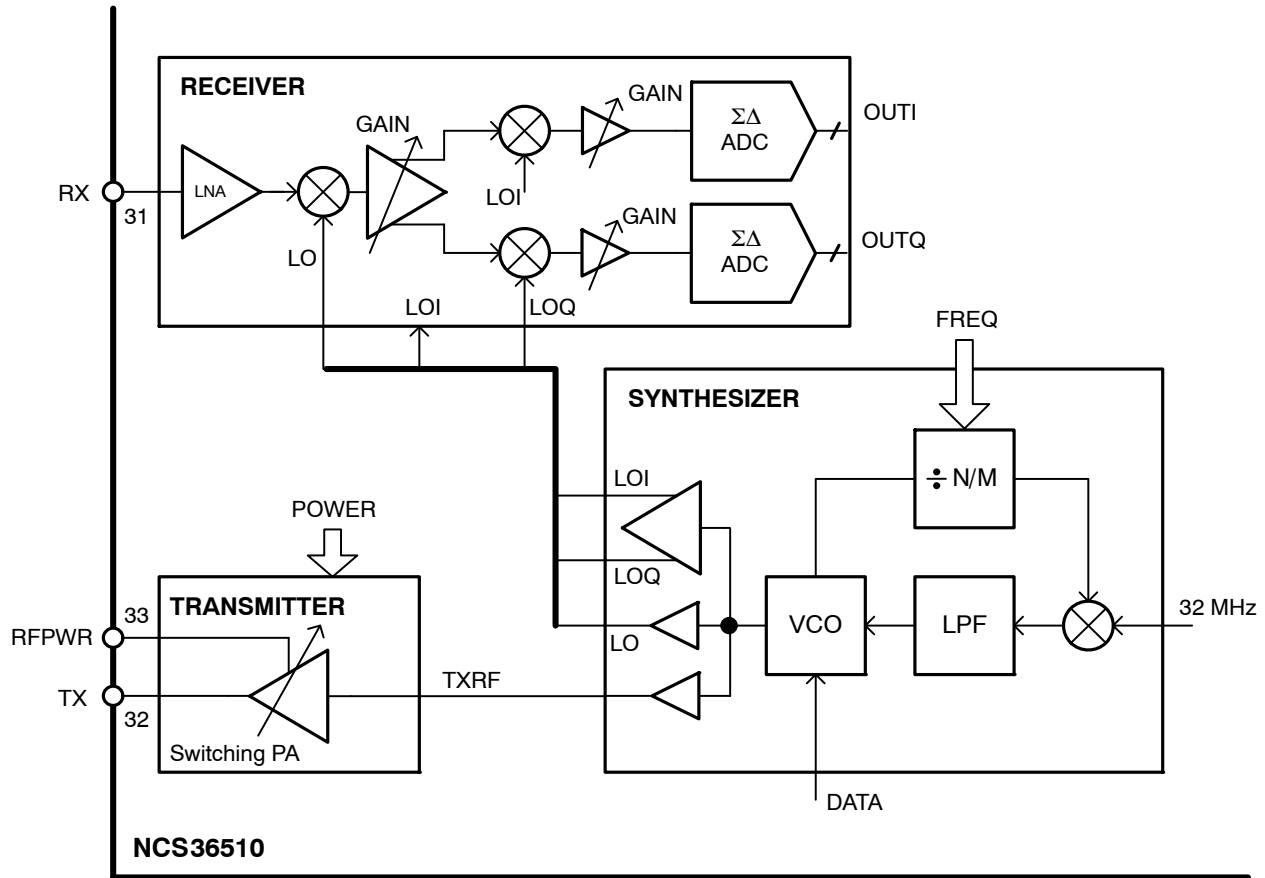 RECEIVER
GAIN
GAIN
ΣΔ
ADC
OUTI
RX
31
LNA
LO
LOI
GAIN
ΣΔ
ADC
OUTQ
LOI
LOQ
FREQ
SYNTHESIZER
÷ N/M
LOI
LOQ
LO
VCO
LPF
32 MHz
POWER
TRANSMITTER
33
RFPWR
TX
32
TXRF
Switching PA
DATA
NCS36510